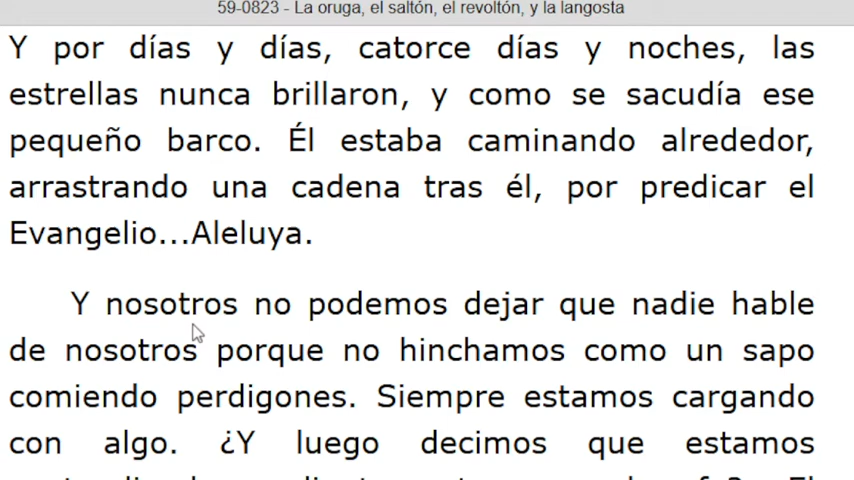 59-0823 - La oruga, el saltón, el revoltón, y la langosta
Y por días y días, catorce días y noches, las
estrellas nunca brillaron, y como se sacudía ese
pequeño barco. Él estaba caminando alrededor,
arrastrando una cadena tras él, por predicar el
Evangelio...Aleluya.
Y nosotros no podemos dejar que nadie hable
de nosotros porque no hinchamos como un sapo
comiendo perdigones. Siempre estamos cargando
con algo. ¿Y luego decimos que estamos